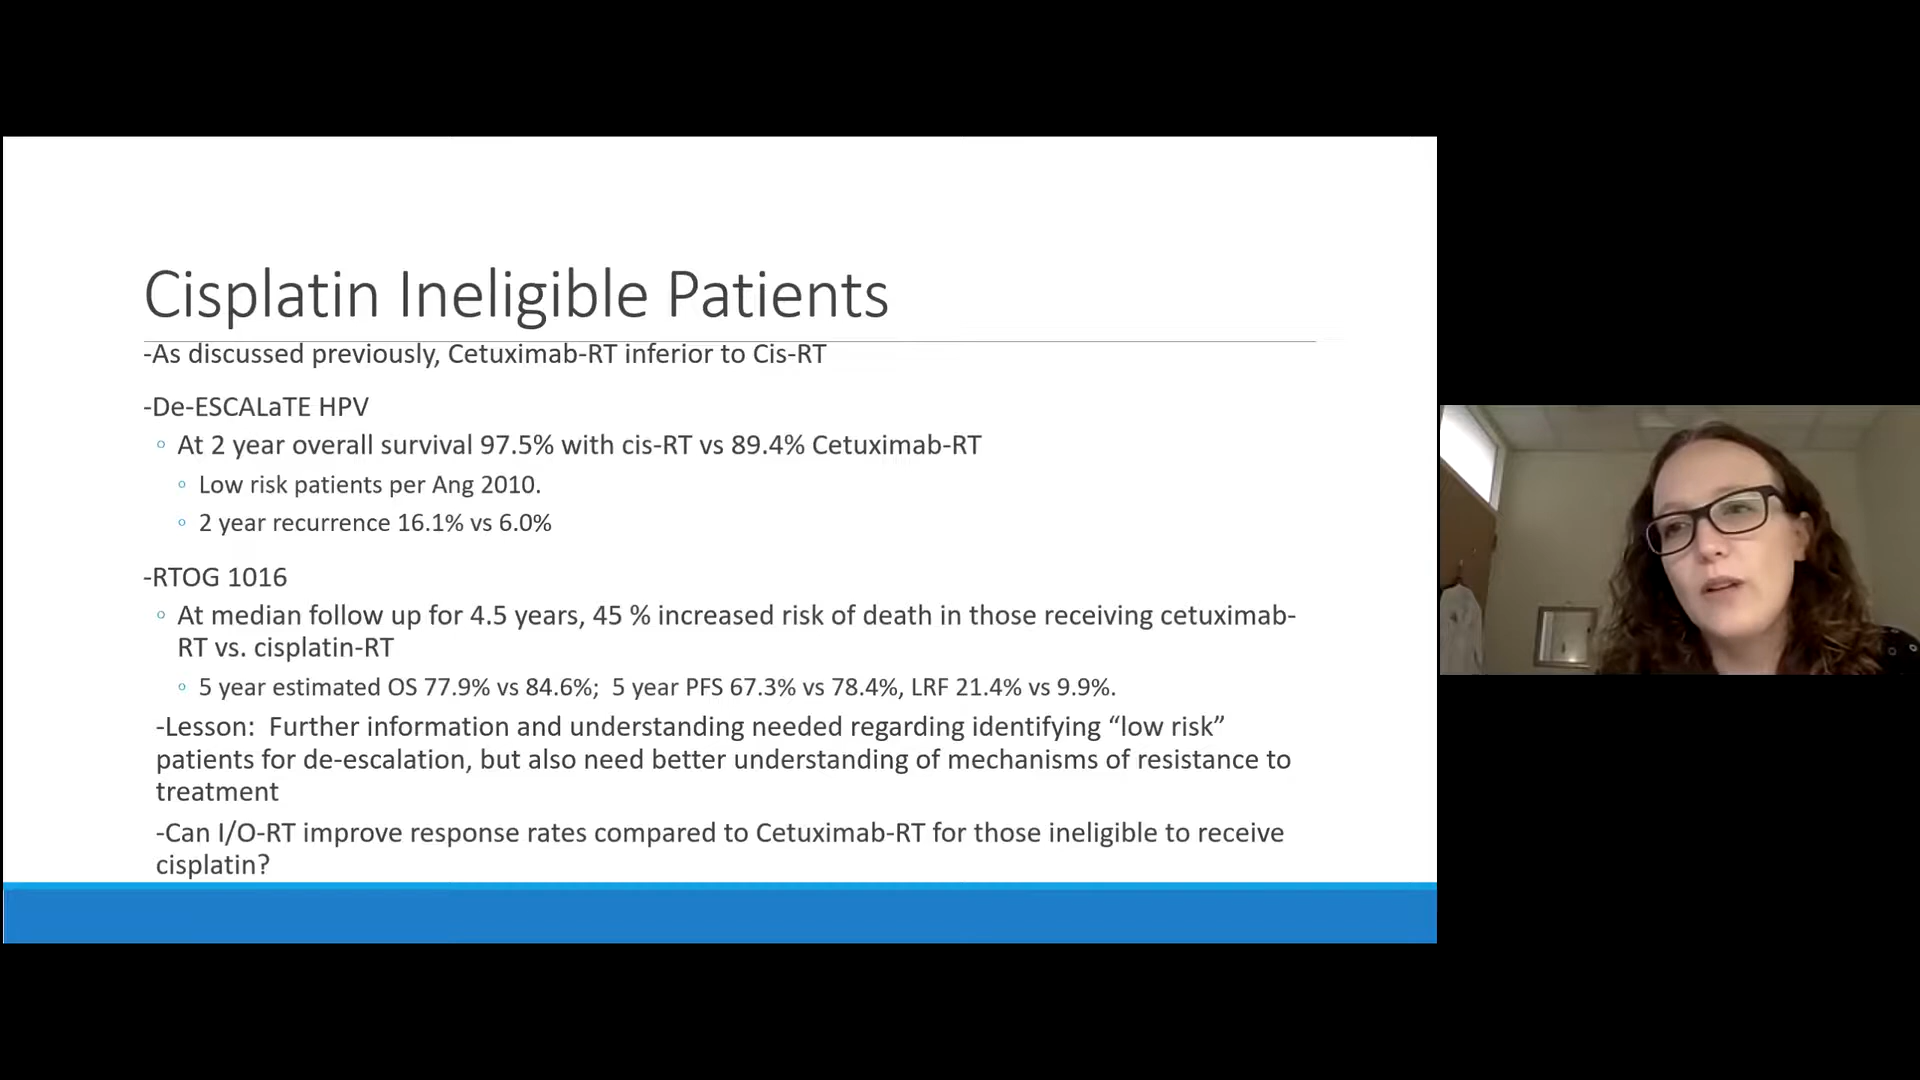 Cisplatin Ineligible Patients
-As discussed previously, Cetuximab-RT inferior to Cis-RT
-De-ESCALaTE HPV
◦ At 2 year overall survival 97.5% with cis-RT vs 89.4% Cetuximab-RT
◦ Low risk patients per Ang 2010.
◦ 2 year recurrence 16.1% vs 6.0%
-RTOG 1016
◦ At median follow up for 4.5 years, 45 % increased risk of death in those receiving cetuximab-
RT vs. cisplatin-RT
◦ 5 year estimated OS 77.9% vs 84.6%;  5 year PFS 67.3% vs 78.4%, LRF 21.4% vs 9.9%.
-Lesson:  Further information and understanding needed regarding identifying “low risk”
patients for de-escalation, but also need better understanding of mechanisms of resistance to
treatment
-Can I/O-RT improve response rates compared to Cetuximab-RT for those ineligible to receive
cisplatin?